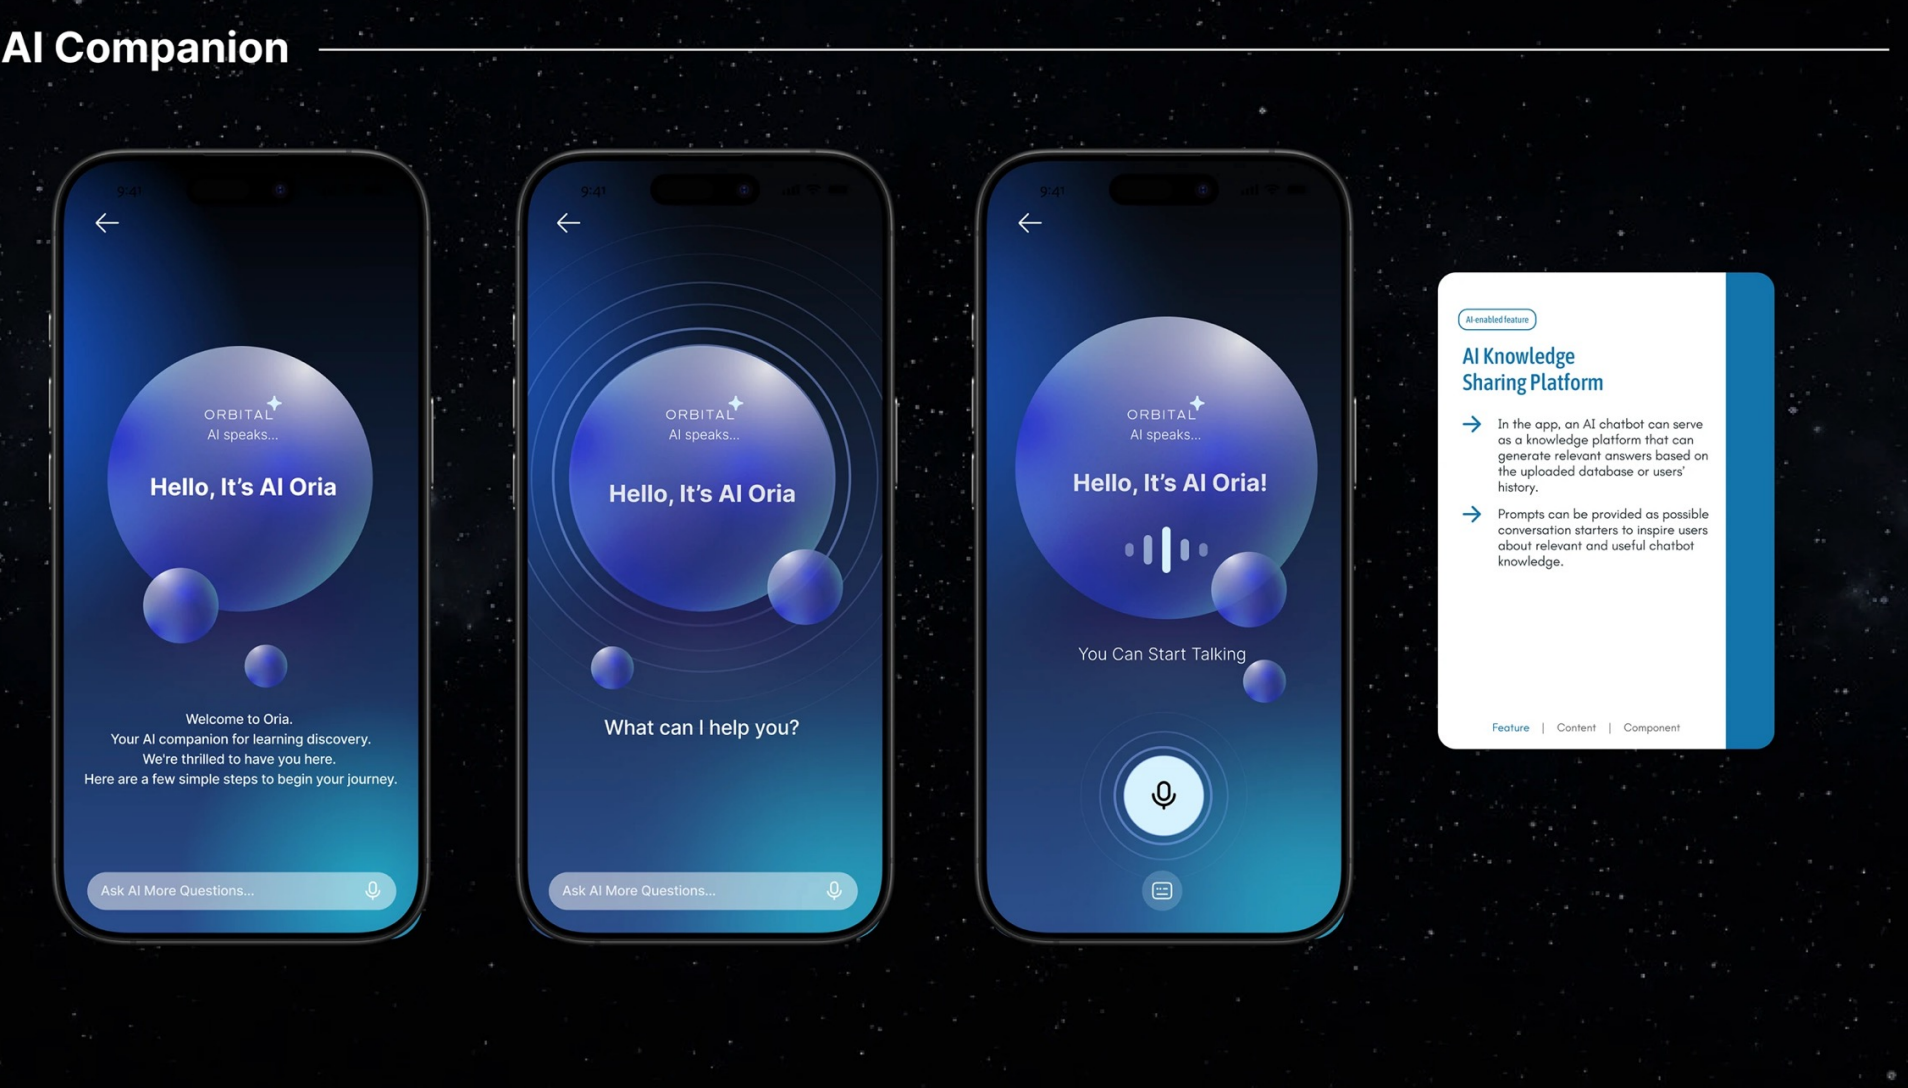 AI Companion
9:41
ORBITAL
AI speaks...
Hello, It's AI Oria
Welcome to Oria.
Your AI companion for learning discovery.
We're thrilled to have you here.
Here are a few simple steps to begin your journey.
Ask AI More Questions...
9:41
ORBITAL
AI speaks...
Hello, It's AI Oria
What can I help you?
Ask AI More Questions...
9:41
ORBITAL
AI speaks...
Hello, It's AI Oria!
You Can Start Talking
AI-enabled feature
AI Knowledge
Sharing Platform
In the app, an AI chatbot can serve
as a knowledge platform that can
generate relevant answers based on
the uploaded database or users'
history.
Prompts can be provided as possible
conversation starters to inspire users
about relevant and useful chatbot
knowledge.
Feature | Content | Component